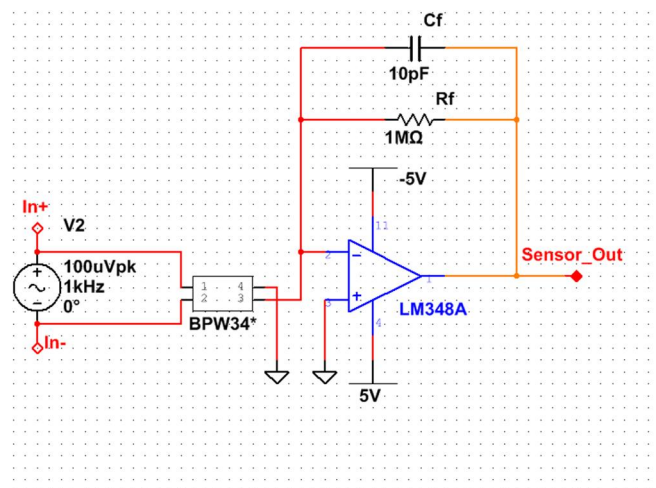 Cf
10pF
Rf
1MΩ
-5V
11
In+
V2
100uVpk
1kHz
0°
In-
1
2
4
3
BPW34*
2
3
1
4
LM348A
Sensor_Out
5V